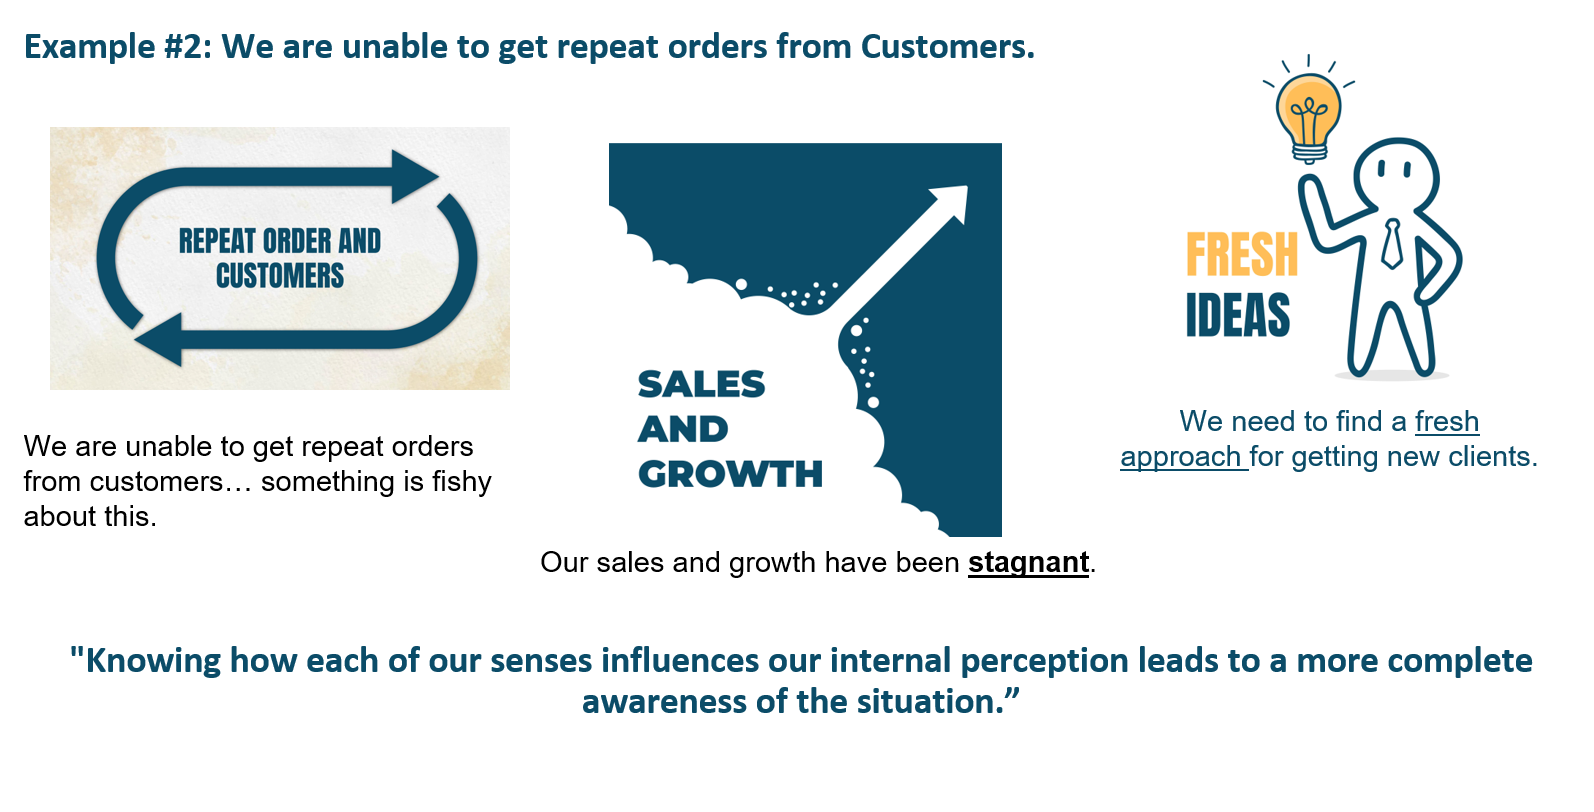 Example #2: We are unable to get repeat orders from Customers.
REPEAT ORDER AND
CUSTOMERS
We are unable to get repeat orders
from customers… something is fishy
about this.
SALES
AND
GROWTH
Our sales and growth have been stagnant.
FRESH
IDEAS
We need to find a fresh
approach for getting new clients.
"Knowing how each of our senses influences our internal perception leads to a more complete
awareness of the situation.”